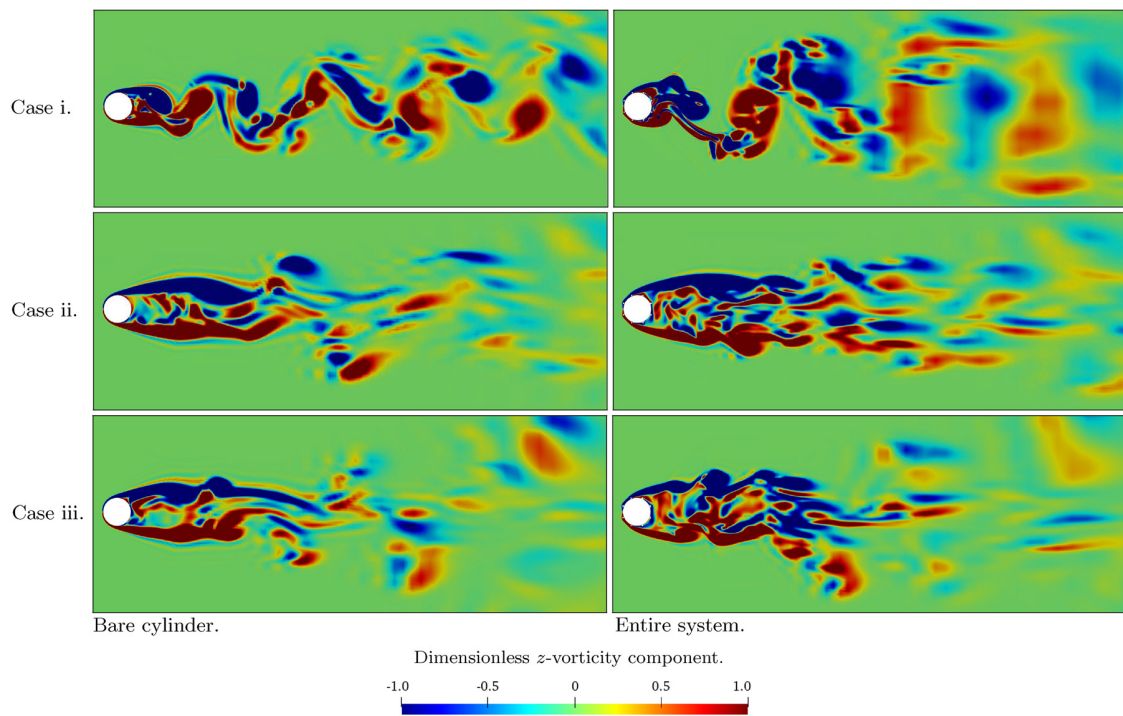 Case i.
Case ii.
Case iii.
Bare cylinder.
Entire system.
Dimensionless z-vorticity component.
-1.0 -0.5 0 0.5 1.0